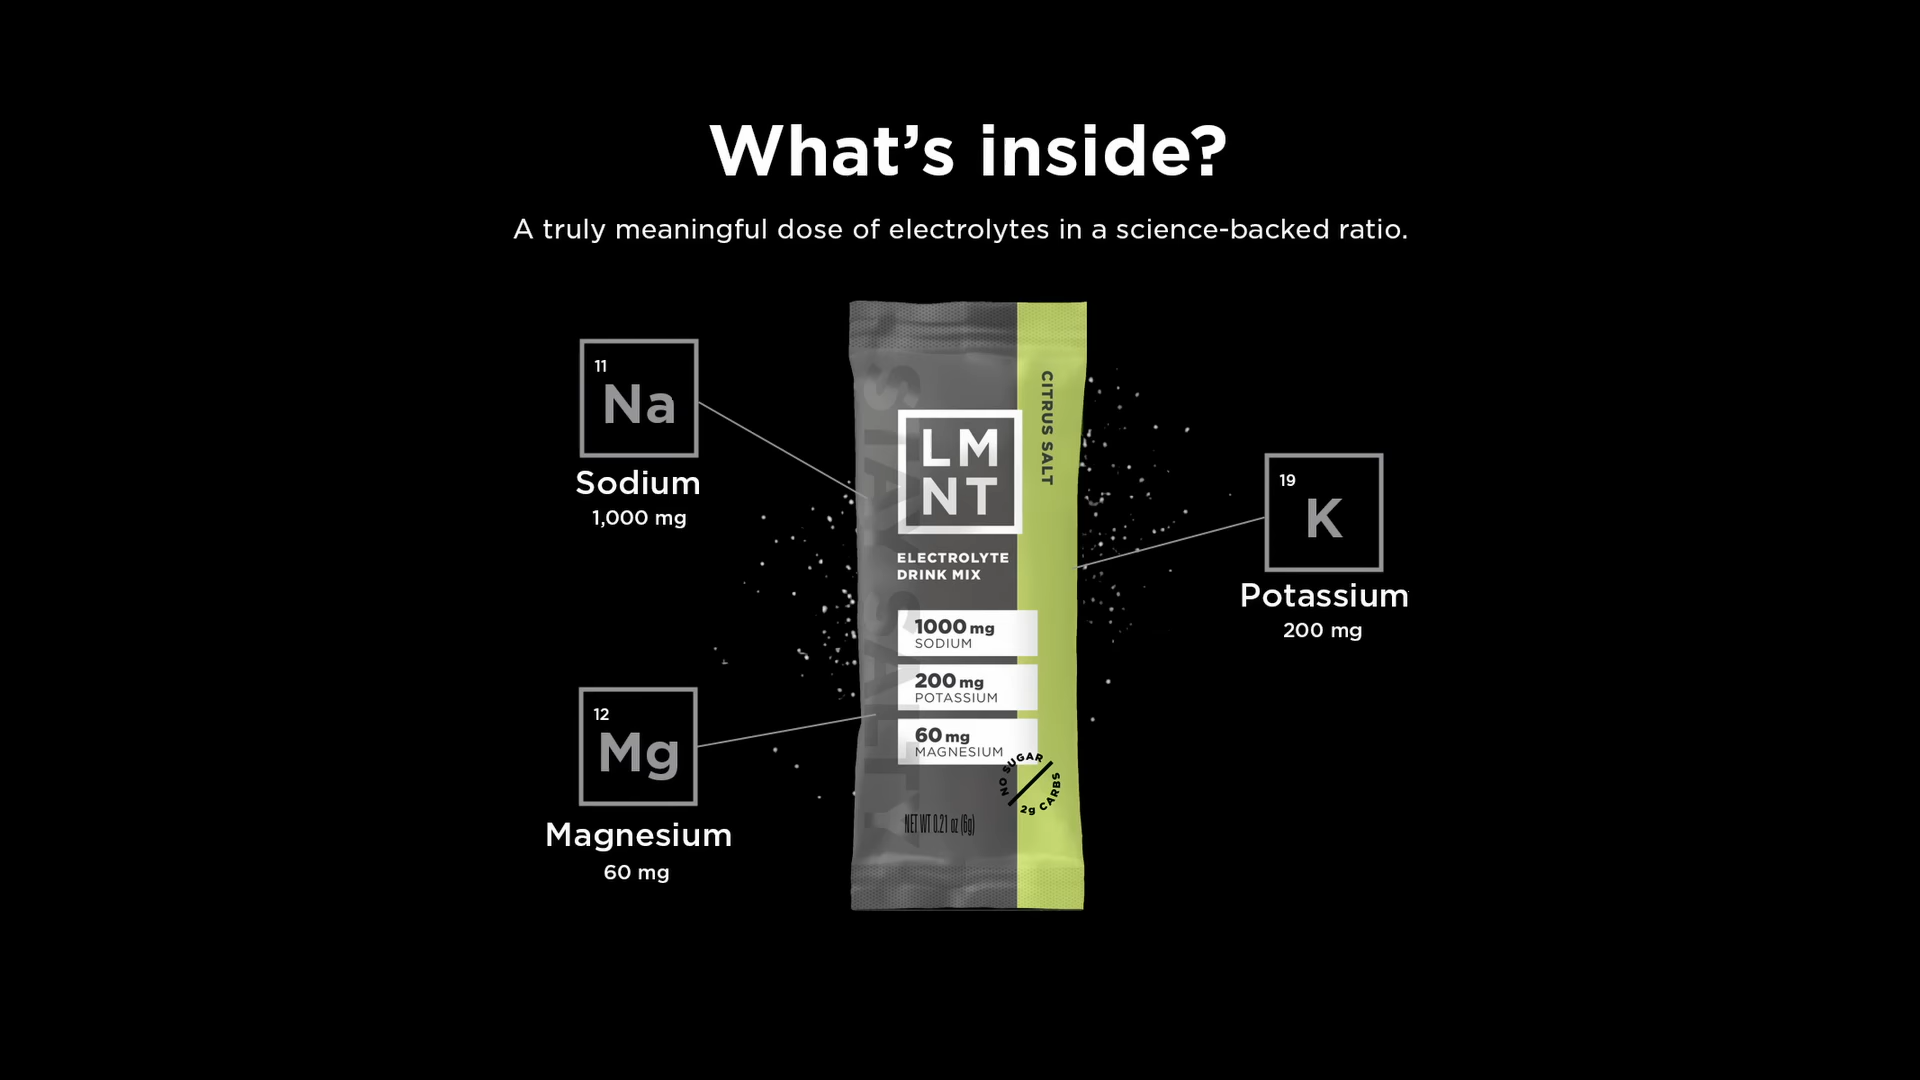 What's inside?
A truly meaningful dose of electrolytes in a science-backed ratio.
11
Na
Sodium
1,000 mg
12
Mg
Magnesium
60 mg
STAY SALTY
CITRUS SALT
LM
NT
ELECTROLYTE
DRINK MIX
1000 mg
SODIUM
200 mg
POTASSIUM
60 mg
MAGNESIUM
NO SUGAR
2g CARBS
NET WT 0.21 oz (6g)
19
K
Potassium
200 mg